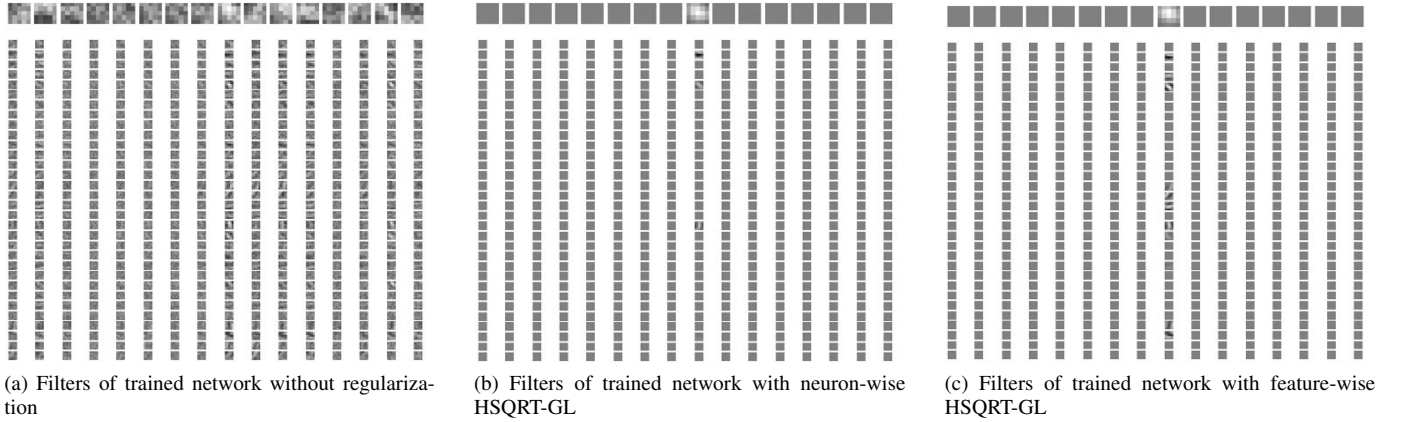 (a) Filters of trained network without regulariza-
tion
(b) Filters of trained network with neuron-wise
HSQRT-GL
(c) Filters of trained network with feature-wise
HSQRT-GL